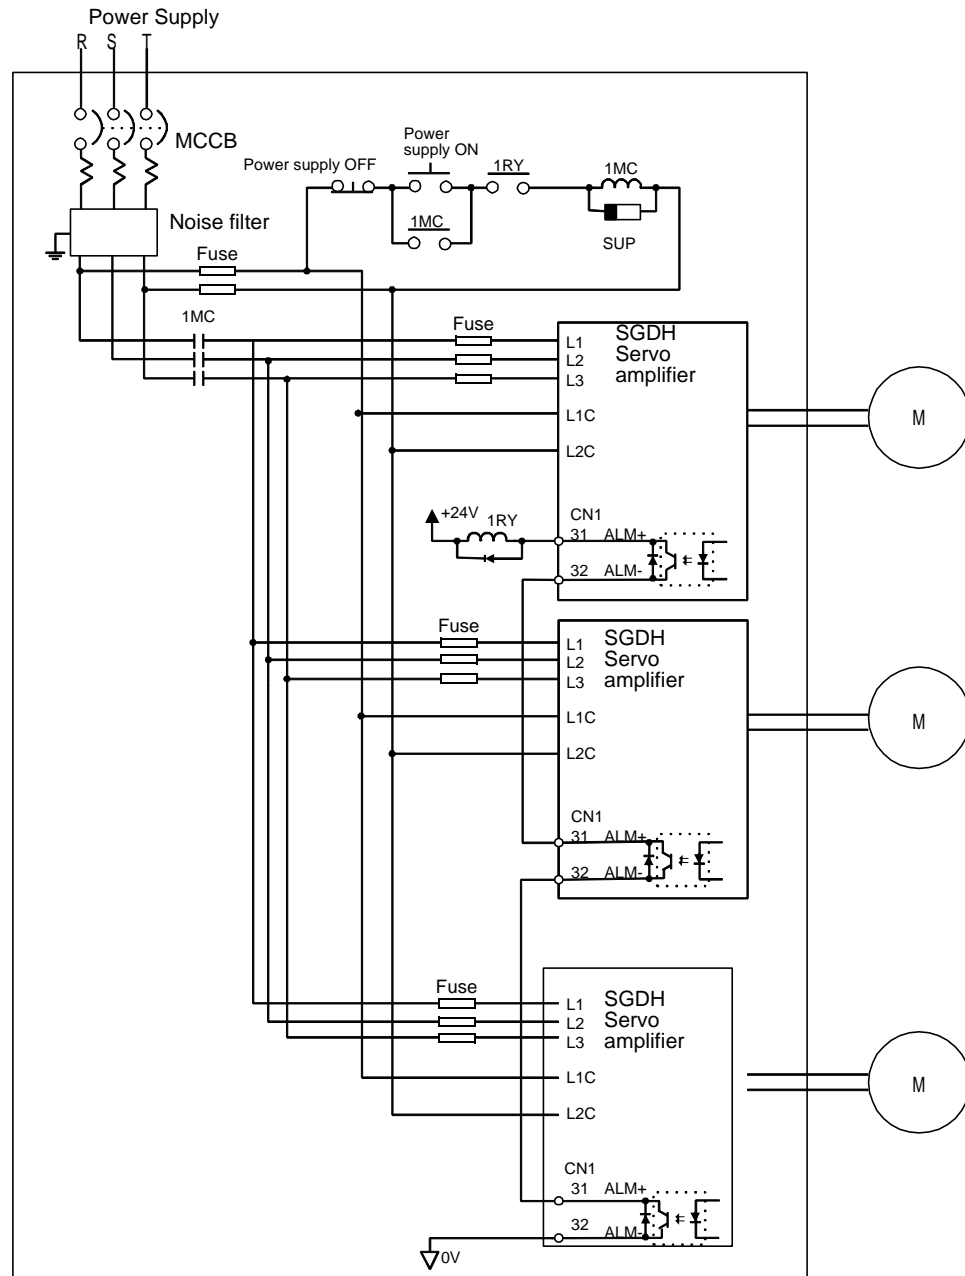 Power Supply
R S T
MCCB
Power supply OFF
Power
supply ON
1RY
1MC
1MC
SUP
Noise filter
Fuse
1MC
Fuse
L1
L2
L3
SGDH
Servo
amplifier
M
L1C
L2C
+24V
1RY
CN1
31 ALM+
32 ALM-
Fuse
L1
L2
L3
SGDH
Servo
amplifier
M
L1C
L2C
CN1
31 ALM+
32 ALM-
Fuse
L1
L2
L3
SGDH
Servo
amplifier
M
L1C
L2C
CN1
31 ALM+
32 ALM-
0V